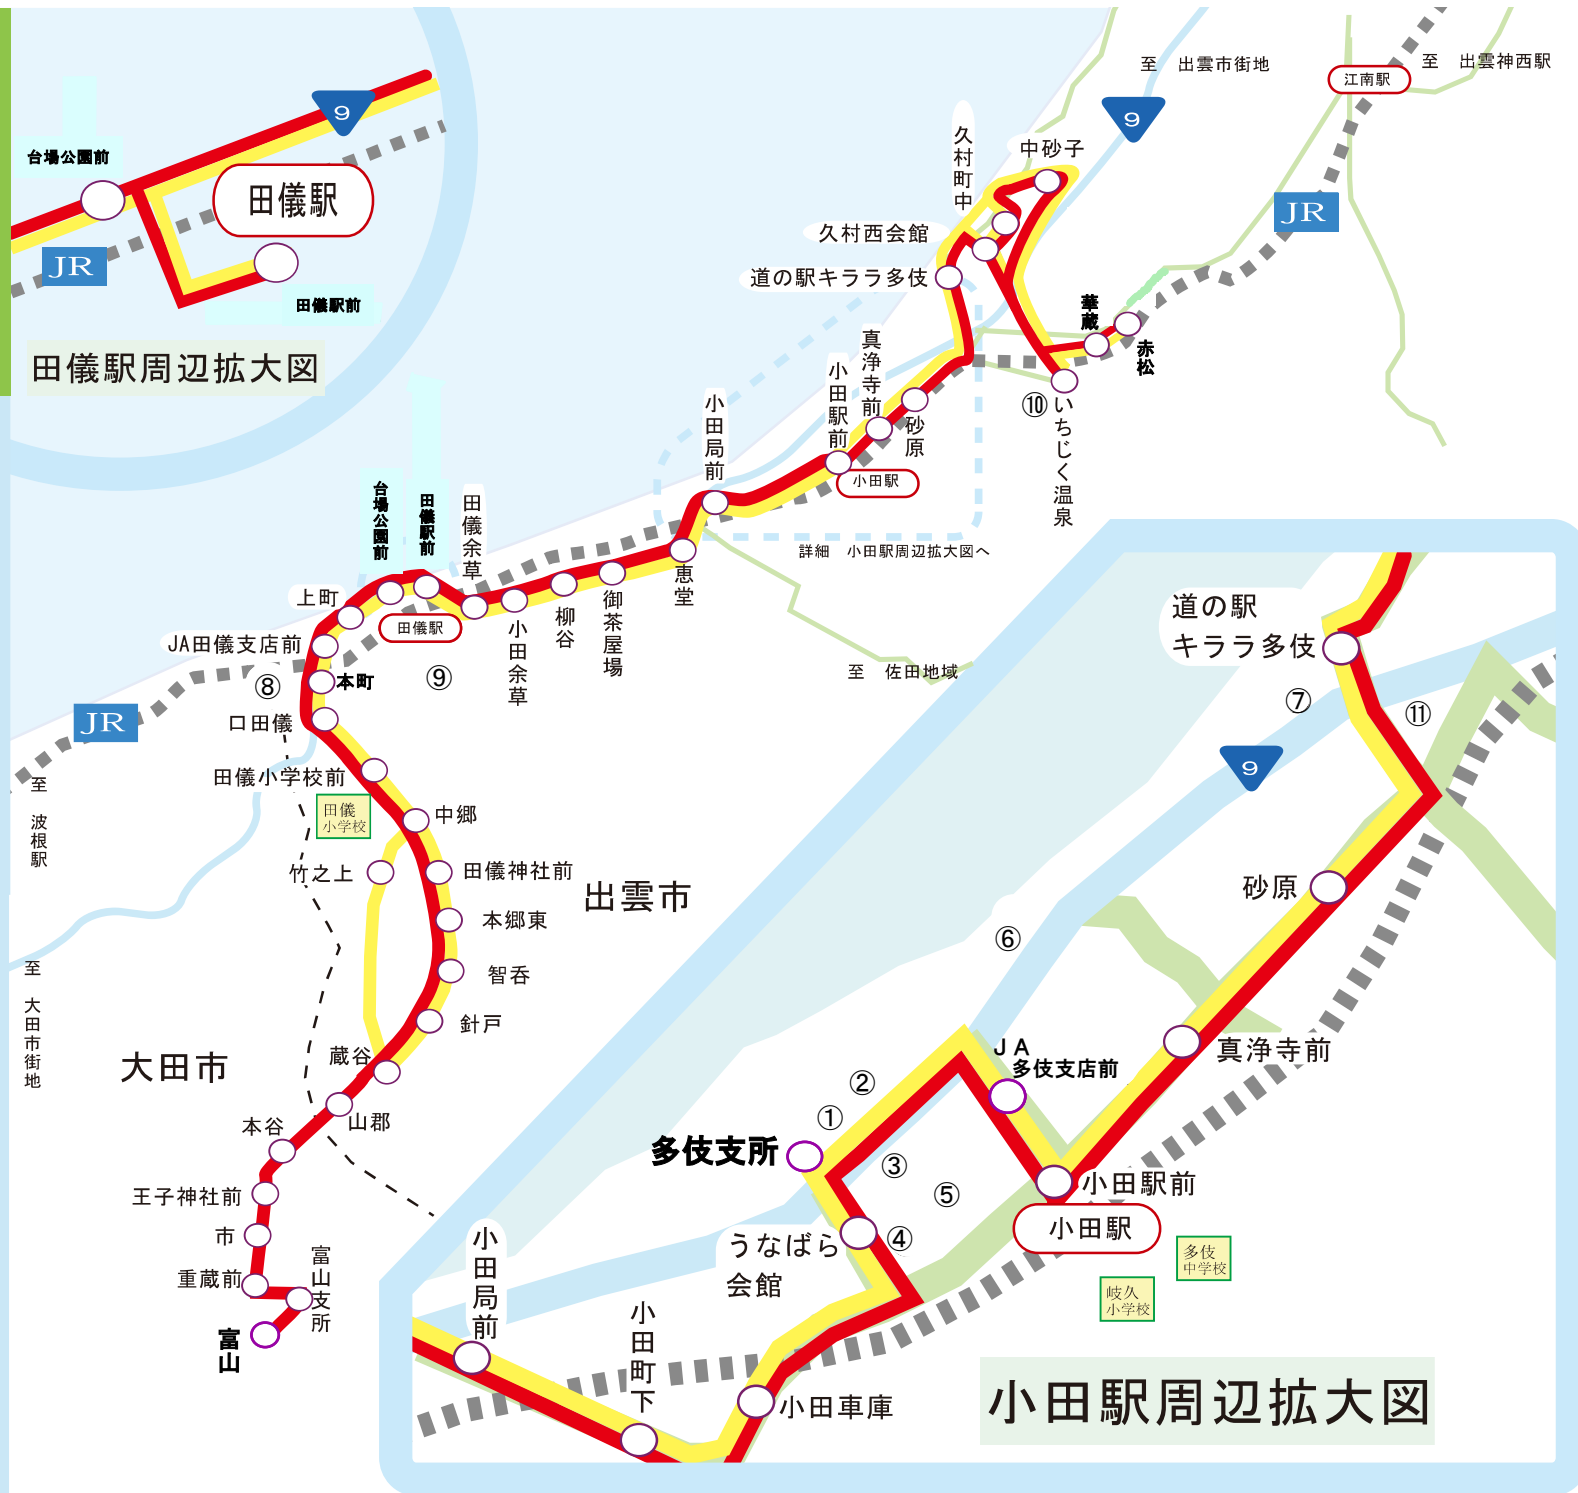 9
台場公園前
田儀駅
JR
田儀駅前
田儀駅周辺拡大図
至 出雲市街地
9
江南駅
至 出雲神西駅
久村町中
中砂子
JR
久村西会館
道の駅キララ多伎
華蔵
赤松
真浄寺前
小田駅前
砂原
⑩
いちじく温泉
小田局前
小田駅
詳細 小田駅周辺拡大図へ
台場公園前
田儀駅前
田儀余草
上町
田儀駅
JA田儀支店前
小田余草
柳谷
御茶屋場
恵堂
⑧
本町
⑨
至 佐田地域
JR
口田儀
田儀小学校前
至 波根駅
田儀
小学校
中郷
竹之上
田儀神社前
出雲市
本郷東
智呑
至 大田市街地
針戸
大田市
蔵谷
山郡
本谷
王子神社前
市
重蔵前
富山支所
富山
道の駅
キララ多伎
⑦
⑪
9
砂原
⑥
真浄寺前
JA
多伎支店前
②
①
多伎支所
③
⑤
小田駅前
④
小田駅
うなばら
会館
多伎
中学校
岐久
小学校
小田局前
小田町下
小田車庫
小田駅周辺拡大図